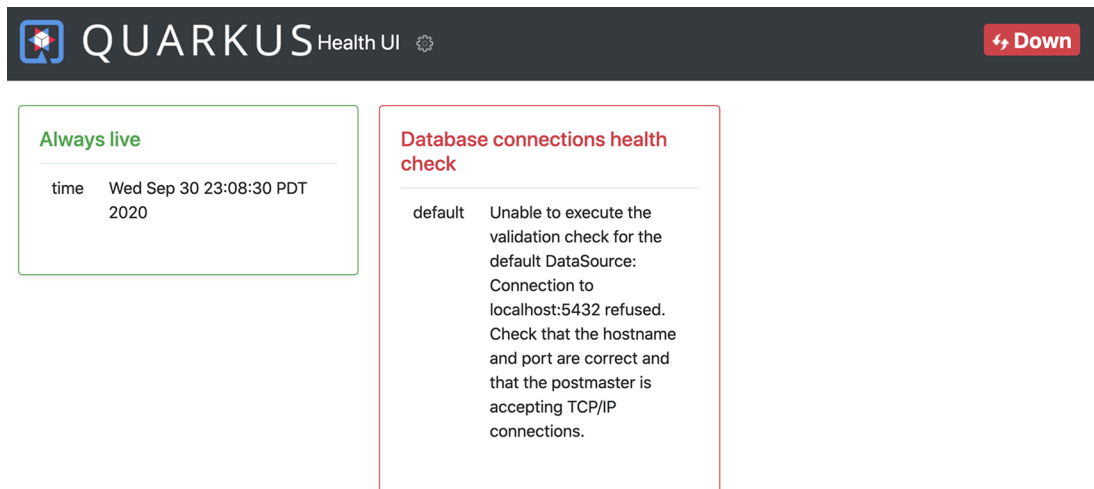 QUARKUS Health UI
Down
Always live
time Wed Sep 30 23:08:30 PDT
2020
Database connections health
check
default Unable to execute the
validation check for the
default DataSource:
Connection to
localhost:5432 refused.
Check that the hostname
and port are correct and
that the postmaster is
accepting TCP/IP
connections.